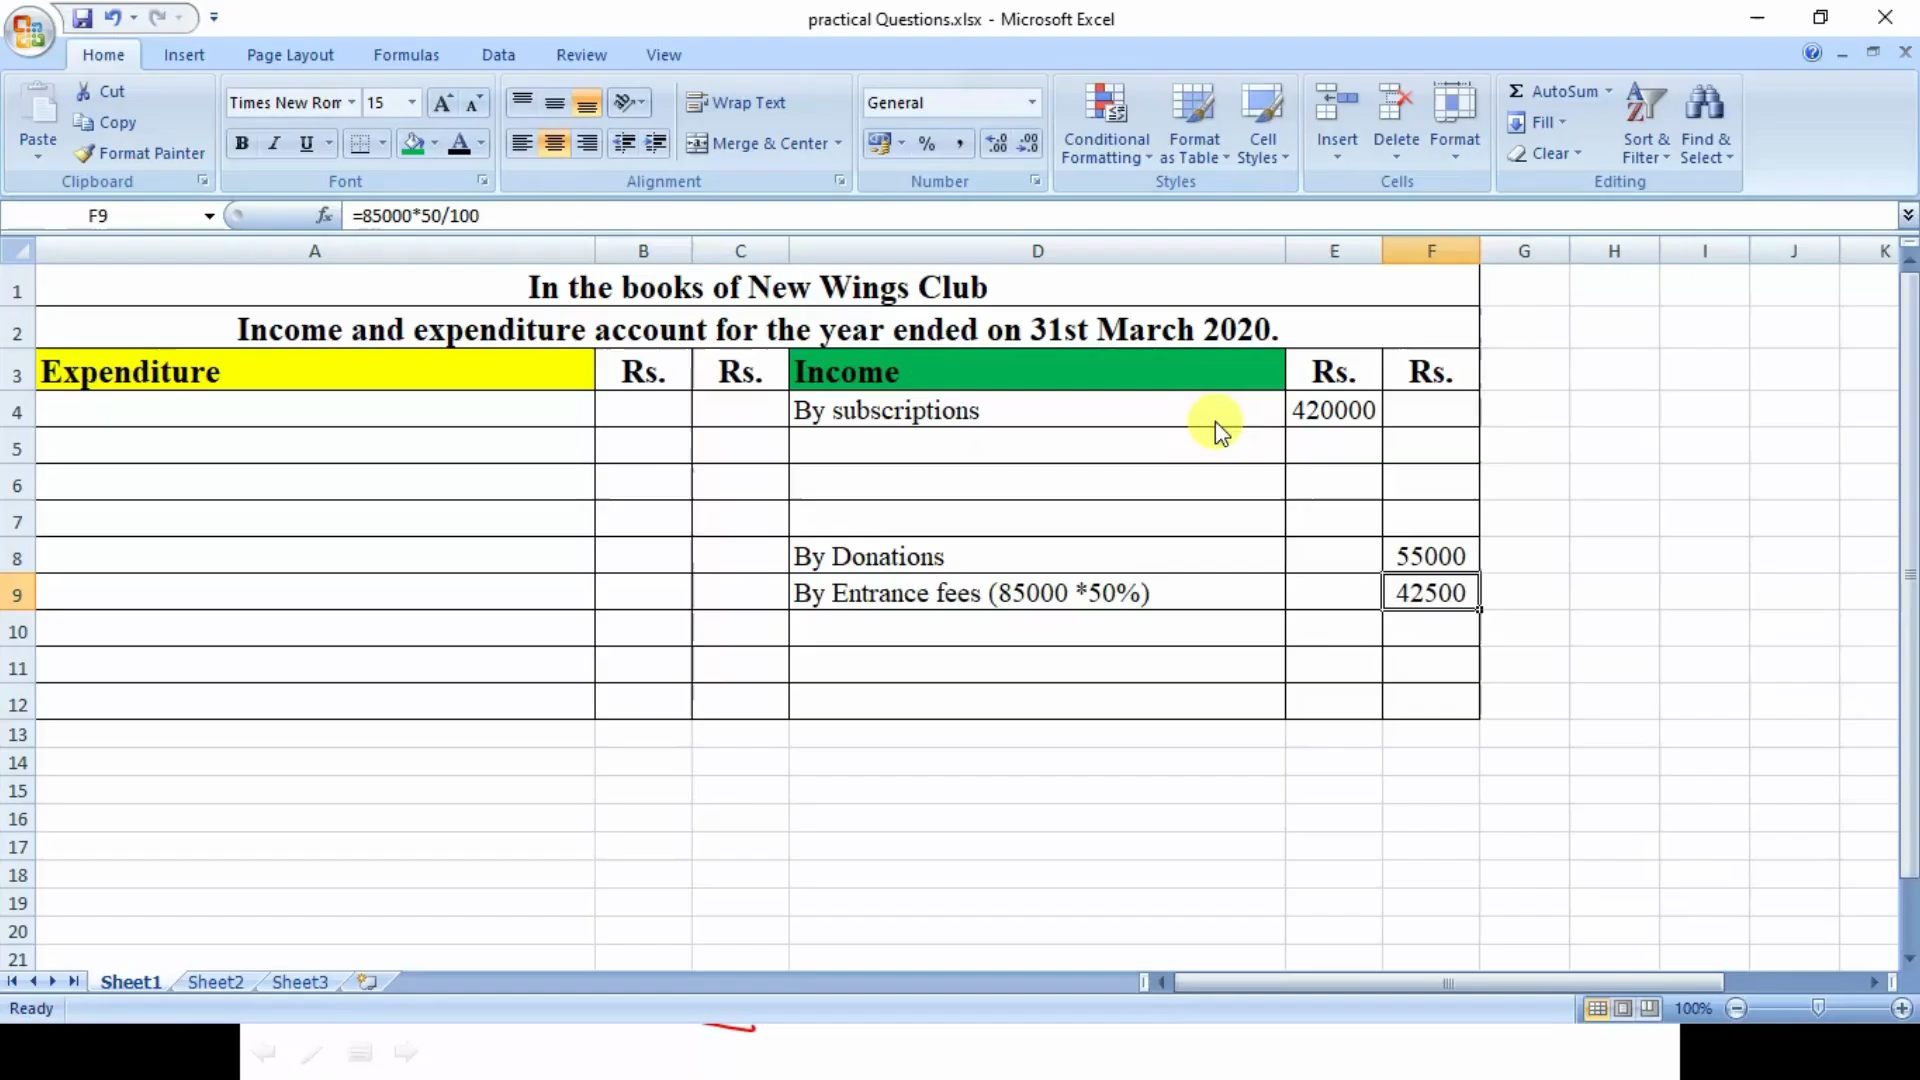 practical Questions.xlsx - Microsoft Excel
Home Insert Page Layout Formulas Data Review View
Paste
Cut
Copy
Format Painter
Clipboard
Times New Ror 15 A A
B I U A
Font
Wrap Text
Merge & Center
Alignment
General
% , .00 .0
Number
Conditional Formatting
Format as Table
Cell Styles
Styles
Insert Delete Format
Cells
Σ AutoSum
Fill
Clear
Sort & Filter
Find & Select
Editing
F9 fx =85000*50/100
A B C D E F G H I J K
1 In the books of New Wings Club
2 Income and expenditure account for the year ended on 31st March 2020.
3 Expenditure Rs. Rs. Income Rs. Rs.
4 By subscriptions 420000
5
6
7
8 By Donations 55000
9 By Entrance fees (85000 *50%) 42500
10
11
12
13
14
15
16
17
18
19
20
21
Sheet1 Sheet2 Sheet3
Ready 100%